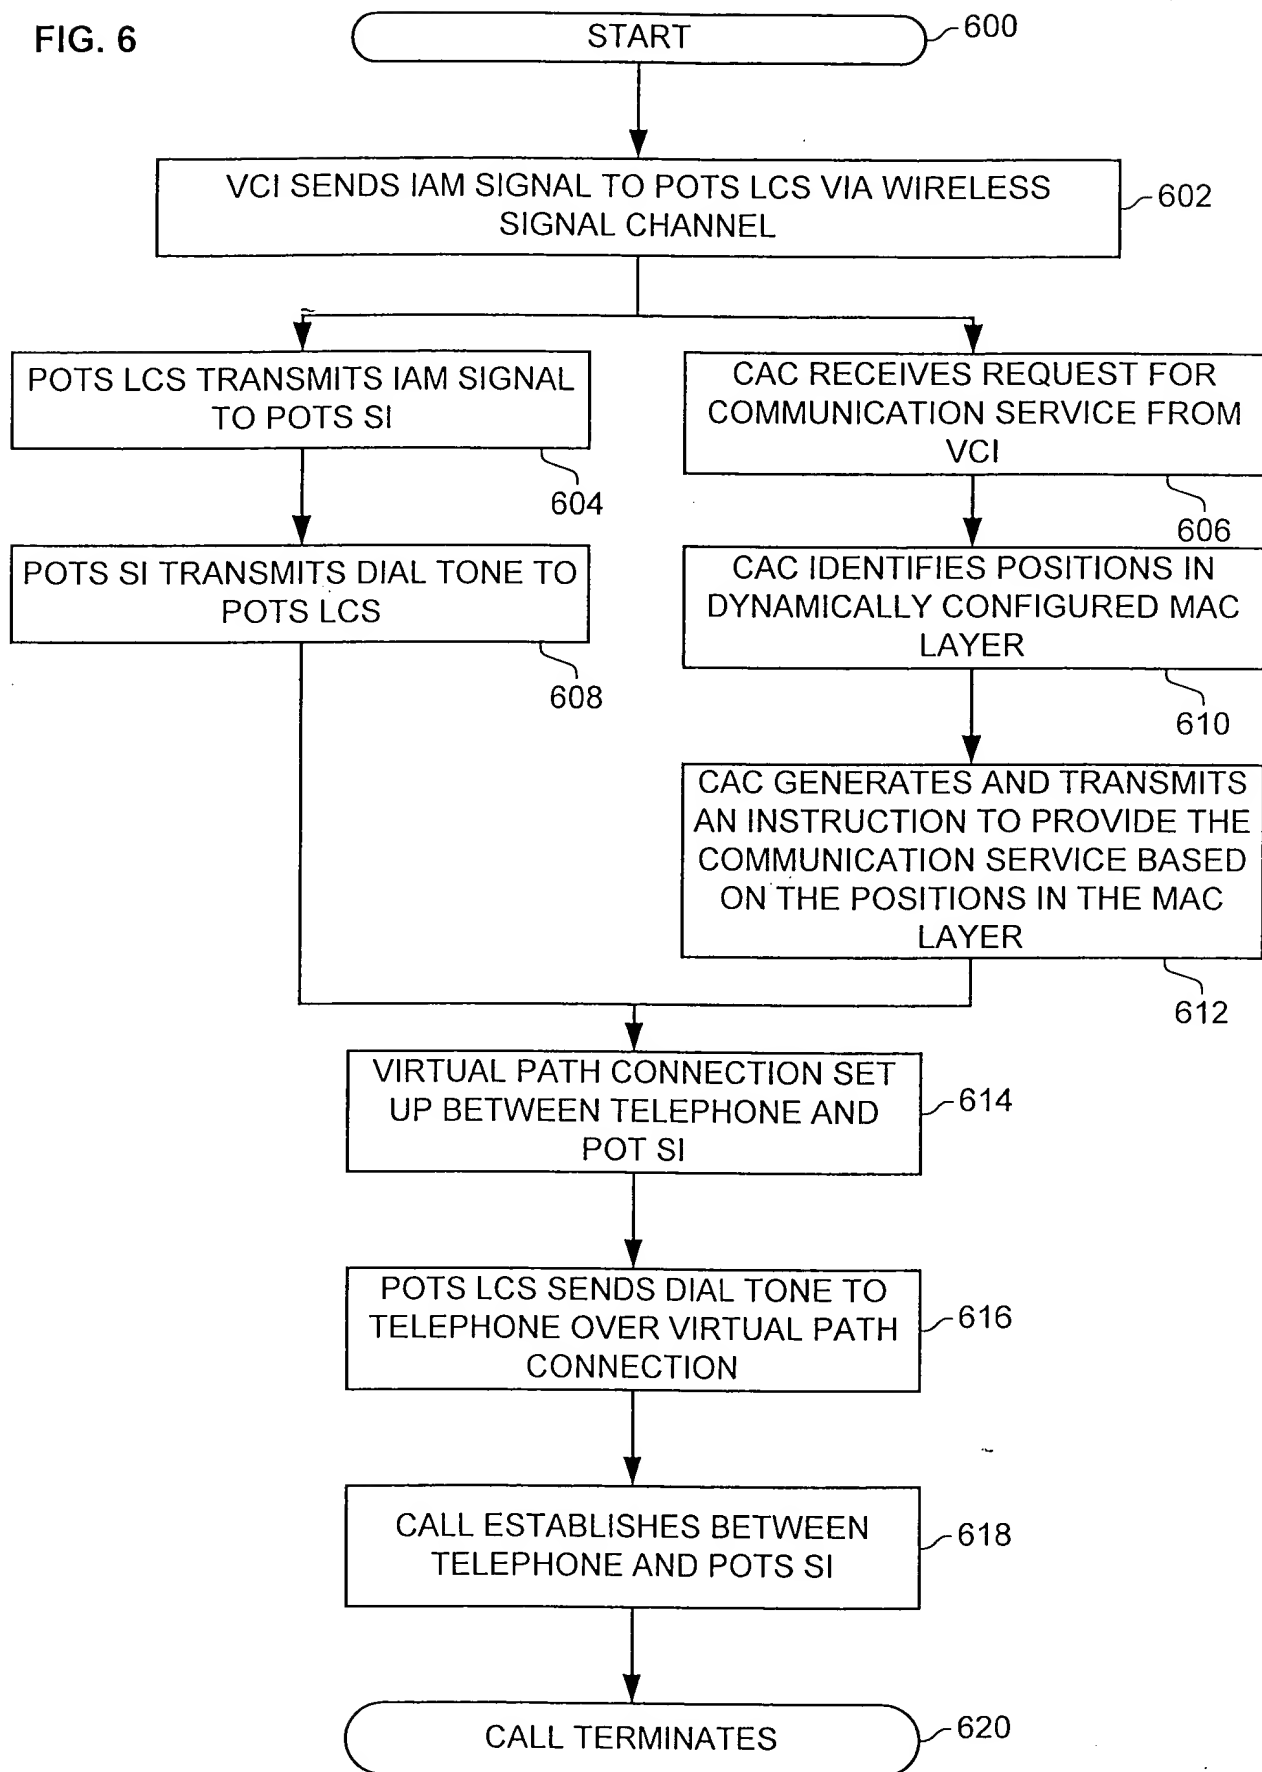 FIG. 6
START
600
VCI SENDS IAM SIGNAL TO POTS LCS VIA WIRELESS
SIGNAL CHANNEL
602
POTS LCS TRANSMITS IAM SIGNAL
TO POTS SI
604
CAC RECEIVES REQUEST FOR
COMMUNICATION SERVICE FROM
VCI
606
POTS SI TRANSMITS DIAL TONE TO
POTS LCS
608
CAC IDENTIFIES POSITIONS IN
DYNAMICALLY CONFIGURED MAC
LAYER
610
CAC GENERATES AND TRANSMITS
AN INSTRUCTION TO PROVIDE THE
COMMUNICATION SERVICE BASED
ON THE POSITIONS IN THE MAC
LAYER
612
VIRTUAL PATH CONNECTION SET
UP BETWEEN TELEPHONE AND
POT SI
614
POTS LCS SENDS DIAL TONE TO
TELEPHONE OVER VIRTUAL PATH
CONNECTION
616
CALL ESTABLISHES BETWEEN
TELEPHONE AND POTS SI
618
CALL TERMINATES
620